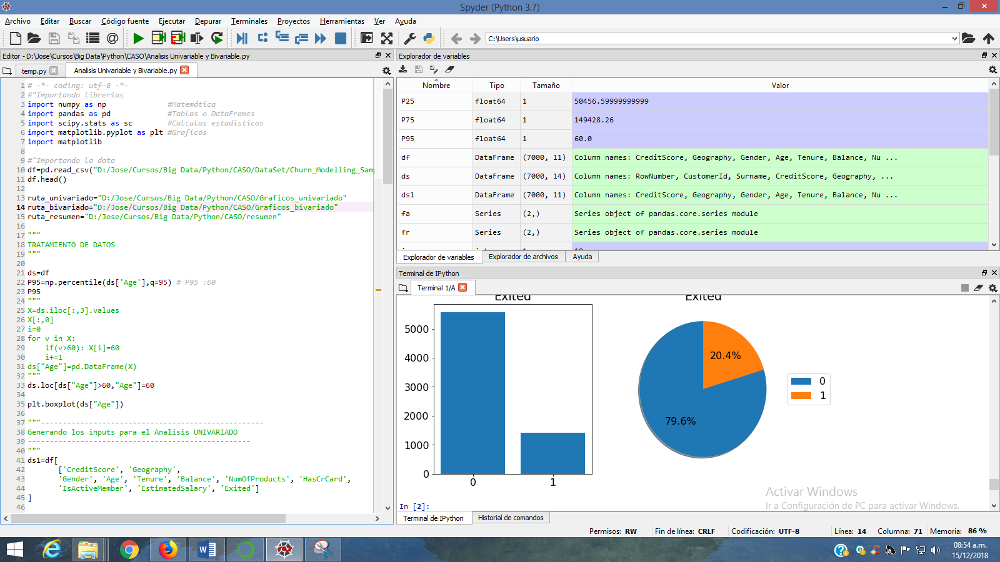 Spyder (Python 3.7)
Archivo Editar Buscar Código fuente Ejecutar Depurar Terminales Proyectos Herramientas Ver Ayuda
C:\Users\usuario
Editor - D:\Jose\Cursos\Big Data\Python\CASO\Analisis Univariable y Bivariable.py
temp.py Analisis Univariable y Bivariable.py
1 # -*- coding: utf-8 -*-
2 #"Importando librerias
3 import numpy as np #Matemática
4 import pandas as pd #Tablas o DataFrames
5 import scipy.stats as sc #Calculos estadisticos
6 import matplotlib.pyplot as plt #Graficos
7 import matplotlib
8
9 #"Importando la data
10 df=pd.read_csv("D:/Jose/Cursos/Big Data/Python/CASO/DataSet/Churn_Modelling_Sam
11 df.head()
12
13 ruta_univariado="D:/Jose/Cursos/Big Data/Python/CASO/Graficos_univariado"
14 ruta_bivariado="D:/Jose/Cursos/Big Data/Python/CASO/Graficos_bivariado"
15 ruta_resumen="D:/Jose/Cursos/Big Data/Python/CASO/resumen"
16
17 """
18 TRATAMIENTO DE DATOS
19 """
20
21 ds=df
22 P95=np.percentile(ds['Age'],q=95) # P95 :60
23 P95
24 """
25 X=ds.iloc[:,3].values
26 X[:,0]
27 i=0
28 for v in X:
29 if(v>60): X[i]=60
30 i+=1
31 ds["Age"]=pd.DataFrame(X)
32 """
33 ds.loc[ds["Age"]>60,"Age"]=60
34
35 plt.boxplot(ds["Age"])
36
37 """---------------------------------------------------
38 Generando los inputs para el Analisis UNIVARIADO
39 ---------------------------------------------------
40 """
41 ds1=df[
42 ['CreditScore', 'Geography',
43 'Gender', 'Age', 'Tenure', 'Balance', 'NumOfProducts', 'HasCrCard',
44 'IsActiveMember', 'EstimatedSalary', 'Exited']
45 ]
46
Explorador de variables
Nombre Tipo Tamaño Valor
P25 float64 1 50456.59999999999
P75 float64 1 149428.26
P95 float64 1 60.0
df DataFrame (7000, 11) Column names: CreditScore, Geography, Gender, Age, Tenure, Balance, Nu ...
ds DataFrame (7000, 14) Column names: RowNumber, CustomerId, Surname, CreditScore, Geography, ...
ds1 DataFrame (7000, 11) Column names: CreditScore, Geography, Gender, Age, Tenure, Balance, Nu ...
fa Series (2,) Series object of pandas.core.series module
fr Series (2,) Series object of pandas.core.series module
Explorador de variables Explorador de archivos Ayuda
Terminal de IPython
Terminal 1/A
Exited Exited
5000
4000
3000
2000
1000
0
0 1
20.4%
79.6%
0
1
In [2]:
Activar Windows
Ir a Configuración de PC para activar Windows.
Terminal de IPython Historial de comandos
Permisos: RW Fin de línea: CRLF Codificación: UTF-8 Línea: 14 Columna: 71 Memoria: 86 %
08:54 a.m.
15/12/2018